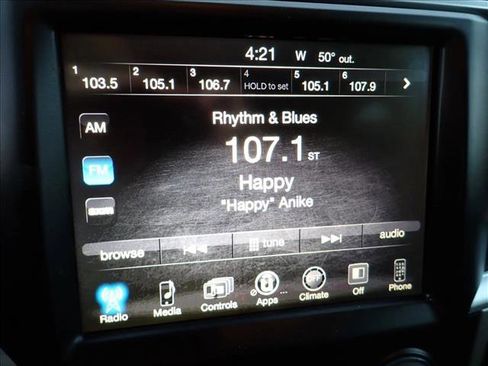 4:21 W 50° out.
1 2 3 4 5 6
103.5 105.1 106.7 HOLD to set 105.1 107.9
Rhythm & Blues
AM
107.1 ST
FM
Happy
"Happy" Anike
browse tune audio
Radio Media Controls Apps Climate Off Phone